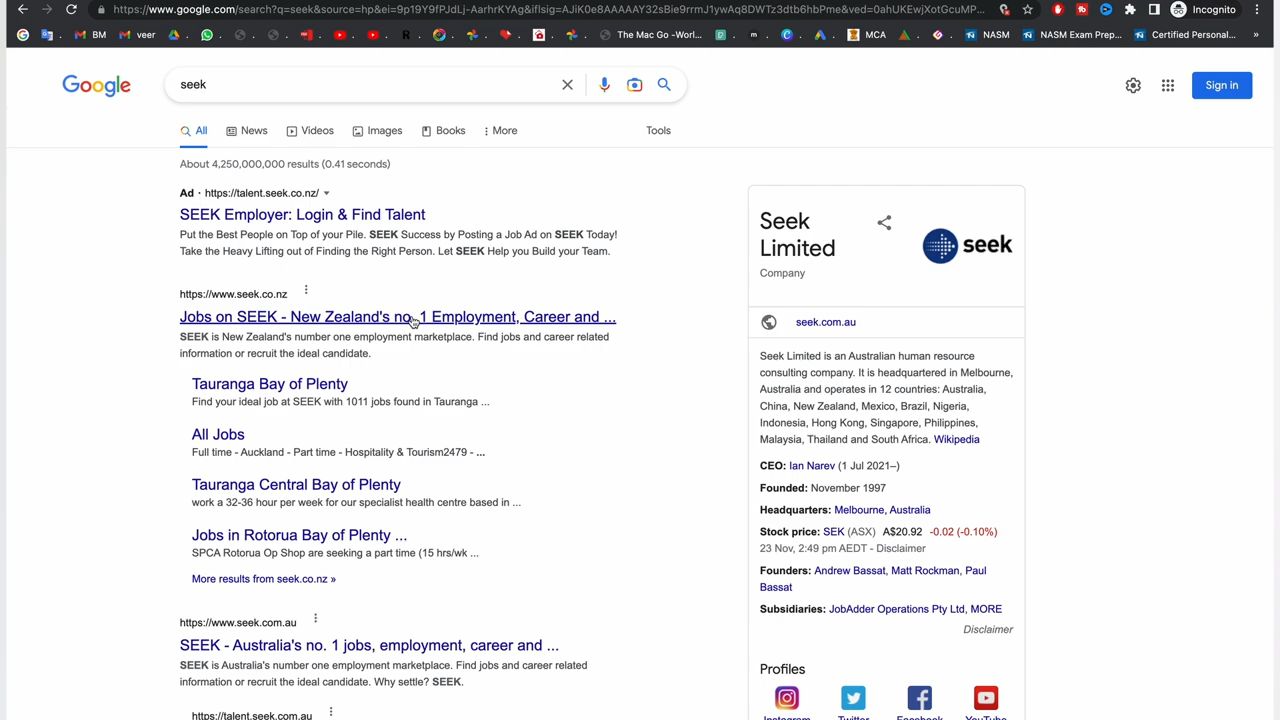 https://www.google.com/search?q=seek&source=hp&ei=9p19Y9fPJdLj-AarhrKYAg&iflsig=AJiK0e8AAAAAY32sBie9rrmJ1ywAq8DWTz3dtb6hbPme&ved=0ahUKEwjXotGcuMP...
Incognito
BM
veer
The Mac Go -Worl...
MCA
NASM
NASM Exam Prep...
Certified Personal...
»
Google
seek
Sign in
All
News
Videos
Images
Books
More
Tools
About 4,250,000,000 results (0.41 seconds)
Ad · https://talent.seek.co.nz/
SEEK Employer: Login & Find Talent
Put the Best People on Top of your Pile. SEEK Success by Posting a Job Ad on SEEK Today!
Take the Heavy Lifting out of Finding the Right Person. Let SEEK Help you Build your Team.
https://www.seek.co.nz
Jobs on SEEK - New Zealand's no. 1 Employment, Career and ...
SEEK is New Zealand's number one employment marketplace. Find jobs and career related
information or recruit the ideal candidate.
Tauranga Bay of Plenty
Find your ideal job at SEEK with 1011 jobs found in Tauranga ...
All Jobs
Full time - Auckland - Part time - Hospitality & Tourism2479 - ...
Tauranga Central Bay of Plenty
work a 32-36 hour per week for our specialist health centre based in ...
Jobs in Rotorua Bay of Plenty ...
SPCA Rotorua Op Shop are seeking a part time (15 hrs/wk ...
More results from seek.co.nz »
https://www.seek.com.au
SEEK - Australia's no. 1 jobs, employment, career and ...
SEEK is Australia's number one employment marketplace. Find jobs and career related
information or recruit the ideal candidate. Why settle? SEEK.
https://talent.seek.com.au
Seek
Limited
Company
seek
seek.com.au
Seek Limited is an Australian human resource
consulting company. It is headquartered in Melbourne,
Australia and operates in 12 countries: Australia,
China, New Zealand, Mexico, Brazil, Nigeria,
Indonesia, Hong Kong, Singapore, Philippines,
Malaysia, Thailand and South Africa. Wikipedia
CEO: Ian Narev (1 Jul 2021–)
Founded: November 1997
Headquarters: Melbourne, Australia
Stock price: SEK (ASX) A$20.92 -0.02 (-0.10%)
23 Nov, 2:49 pm AEDT - Disclaimer
Founders: Andrew Bassat, Matt Rockman, Paul
Bassat
Subsidiaries: JobAdder Operations Pty Ltd, MORE
Disclaimer
Profiles
Instagram
Twitter
Facebook
YouTube